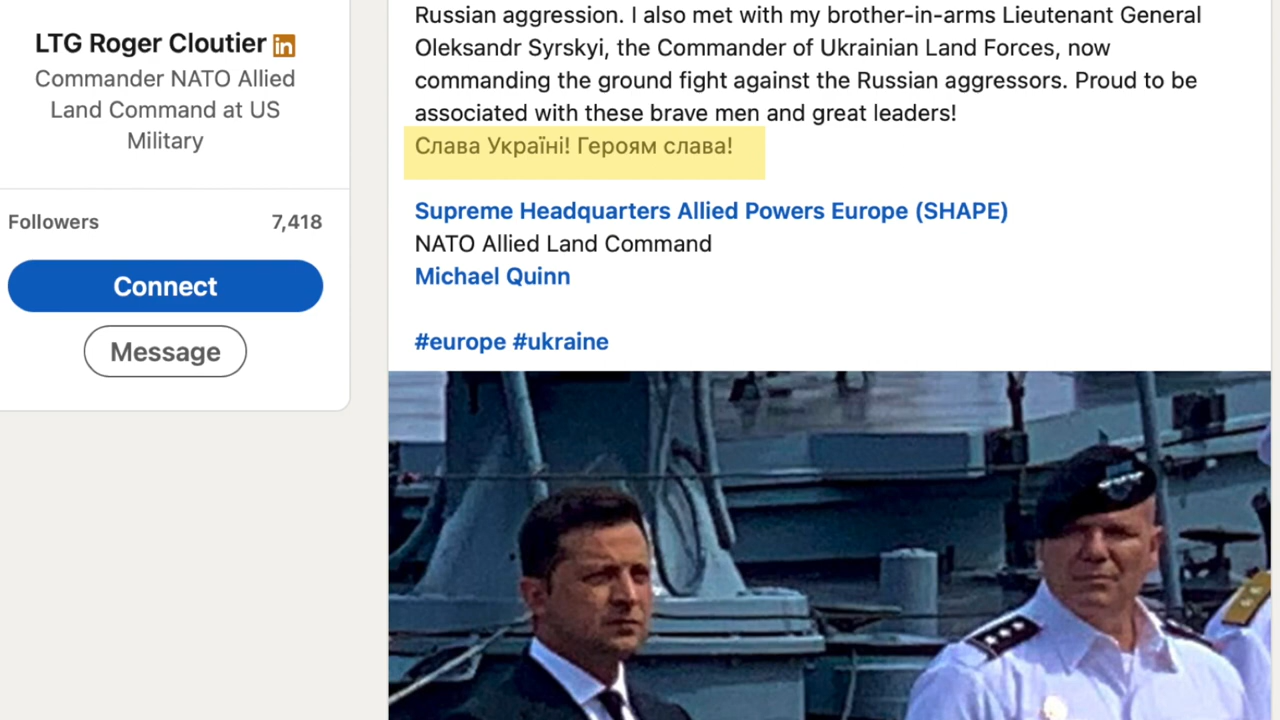 LTG Roger Cloutier in
Commander NATO Allied
Land Command at US
Military
Followers 7,418
Connect
Message
Russian aggression. I also met with my brother-in-arms Lieutenant General
Oleksandr Syrskyi, the Commander of Ukrainian Land Forces, now
commanding the ground fight against the Russian aggressors. Proud to be
associated with these brave men and great leaders!
Слава Україні! Героям слава!
Supreme Headquarters Allied Powers Europe (SHAPE)
NATO Allied Land Command
Michael Quinn
#europe #ukraine